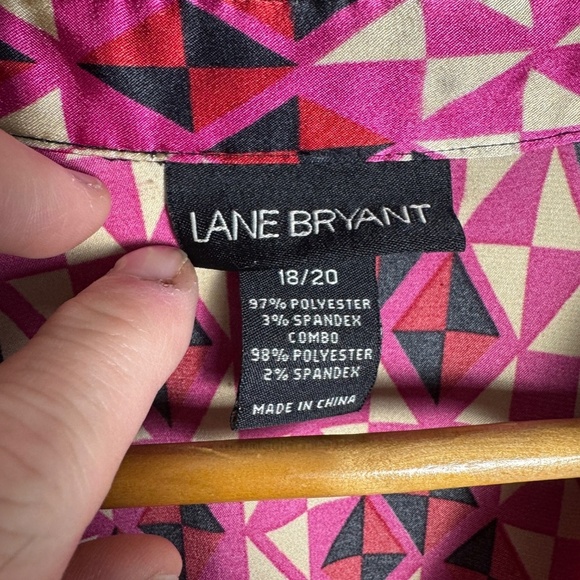 LANE BRYANT
18/20
97% POLYESTER
3% SPANDEX
COMBO
98% POLYESTER
2% SPANDEX
MADE IN CHINA